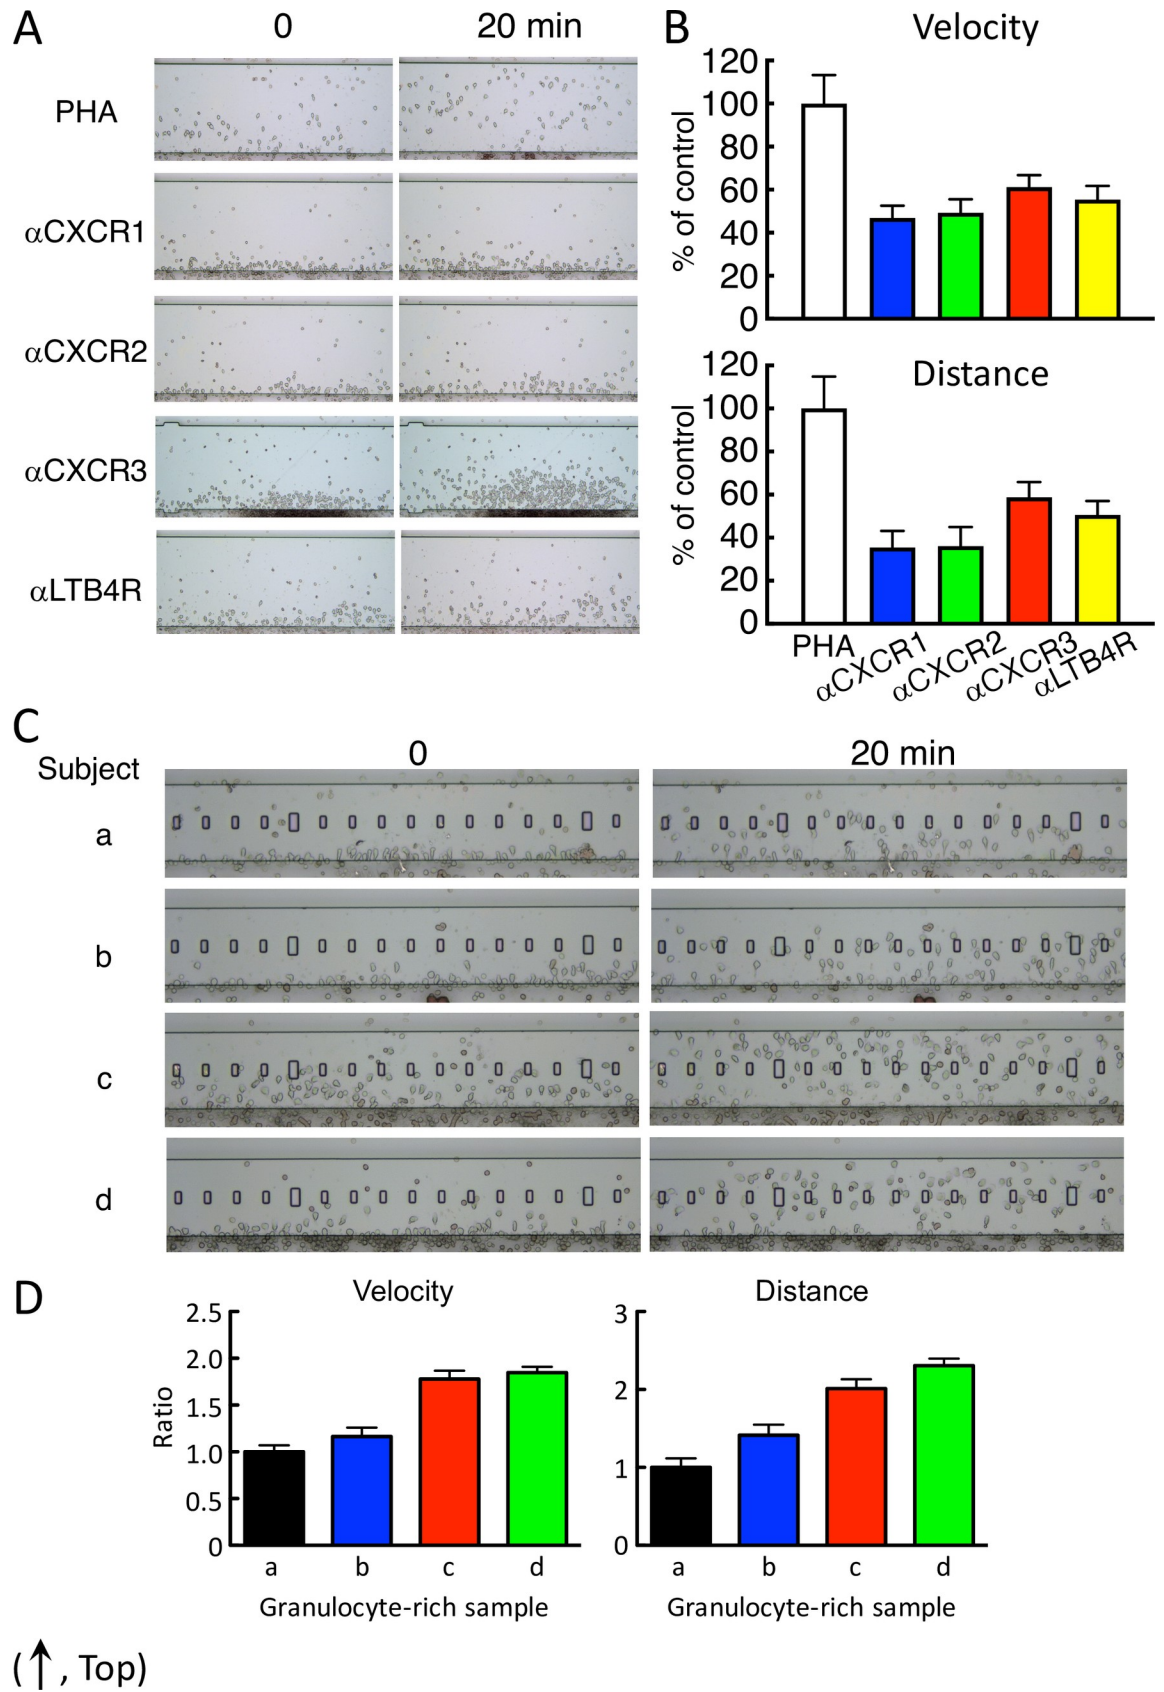 A
0
20 min
PHA
αCXCR1
αCXCR2
αCXCR3
αLTB4R
B
Velocity
% of control
120
100
80
60
40
20
0
Distance
% of control
120
100
80
60
40
20
0
PHA
αCXCR1
αCXCR2
αCXCR3
αLTB4R
C
Subject
0
20 min
a
b
c
d
D
Velocity
Ratio
2.5
2.0
1.5
1.0
0.5
0
a b c d
Granulocyte-rich sample
Distance
3
2
1
0
a b c d
Granulocyte-rich sample
(↑, Top)